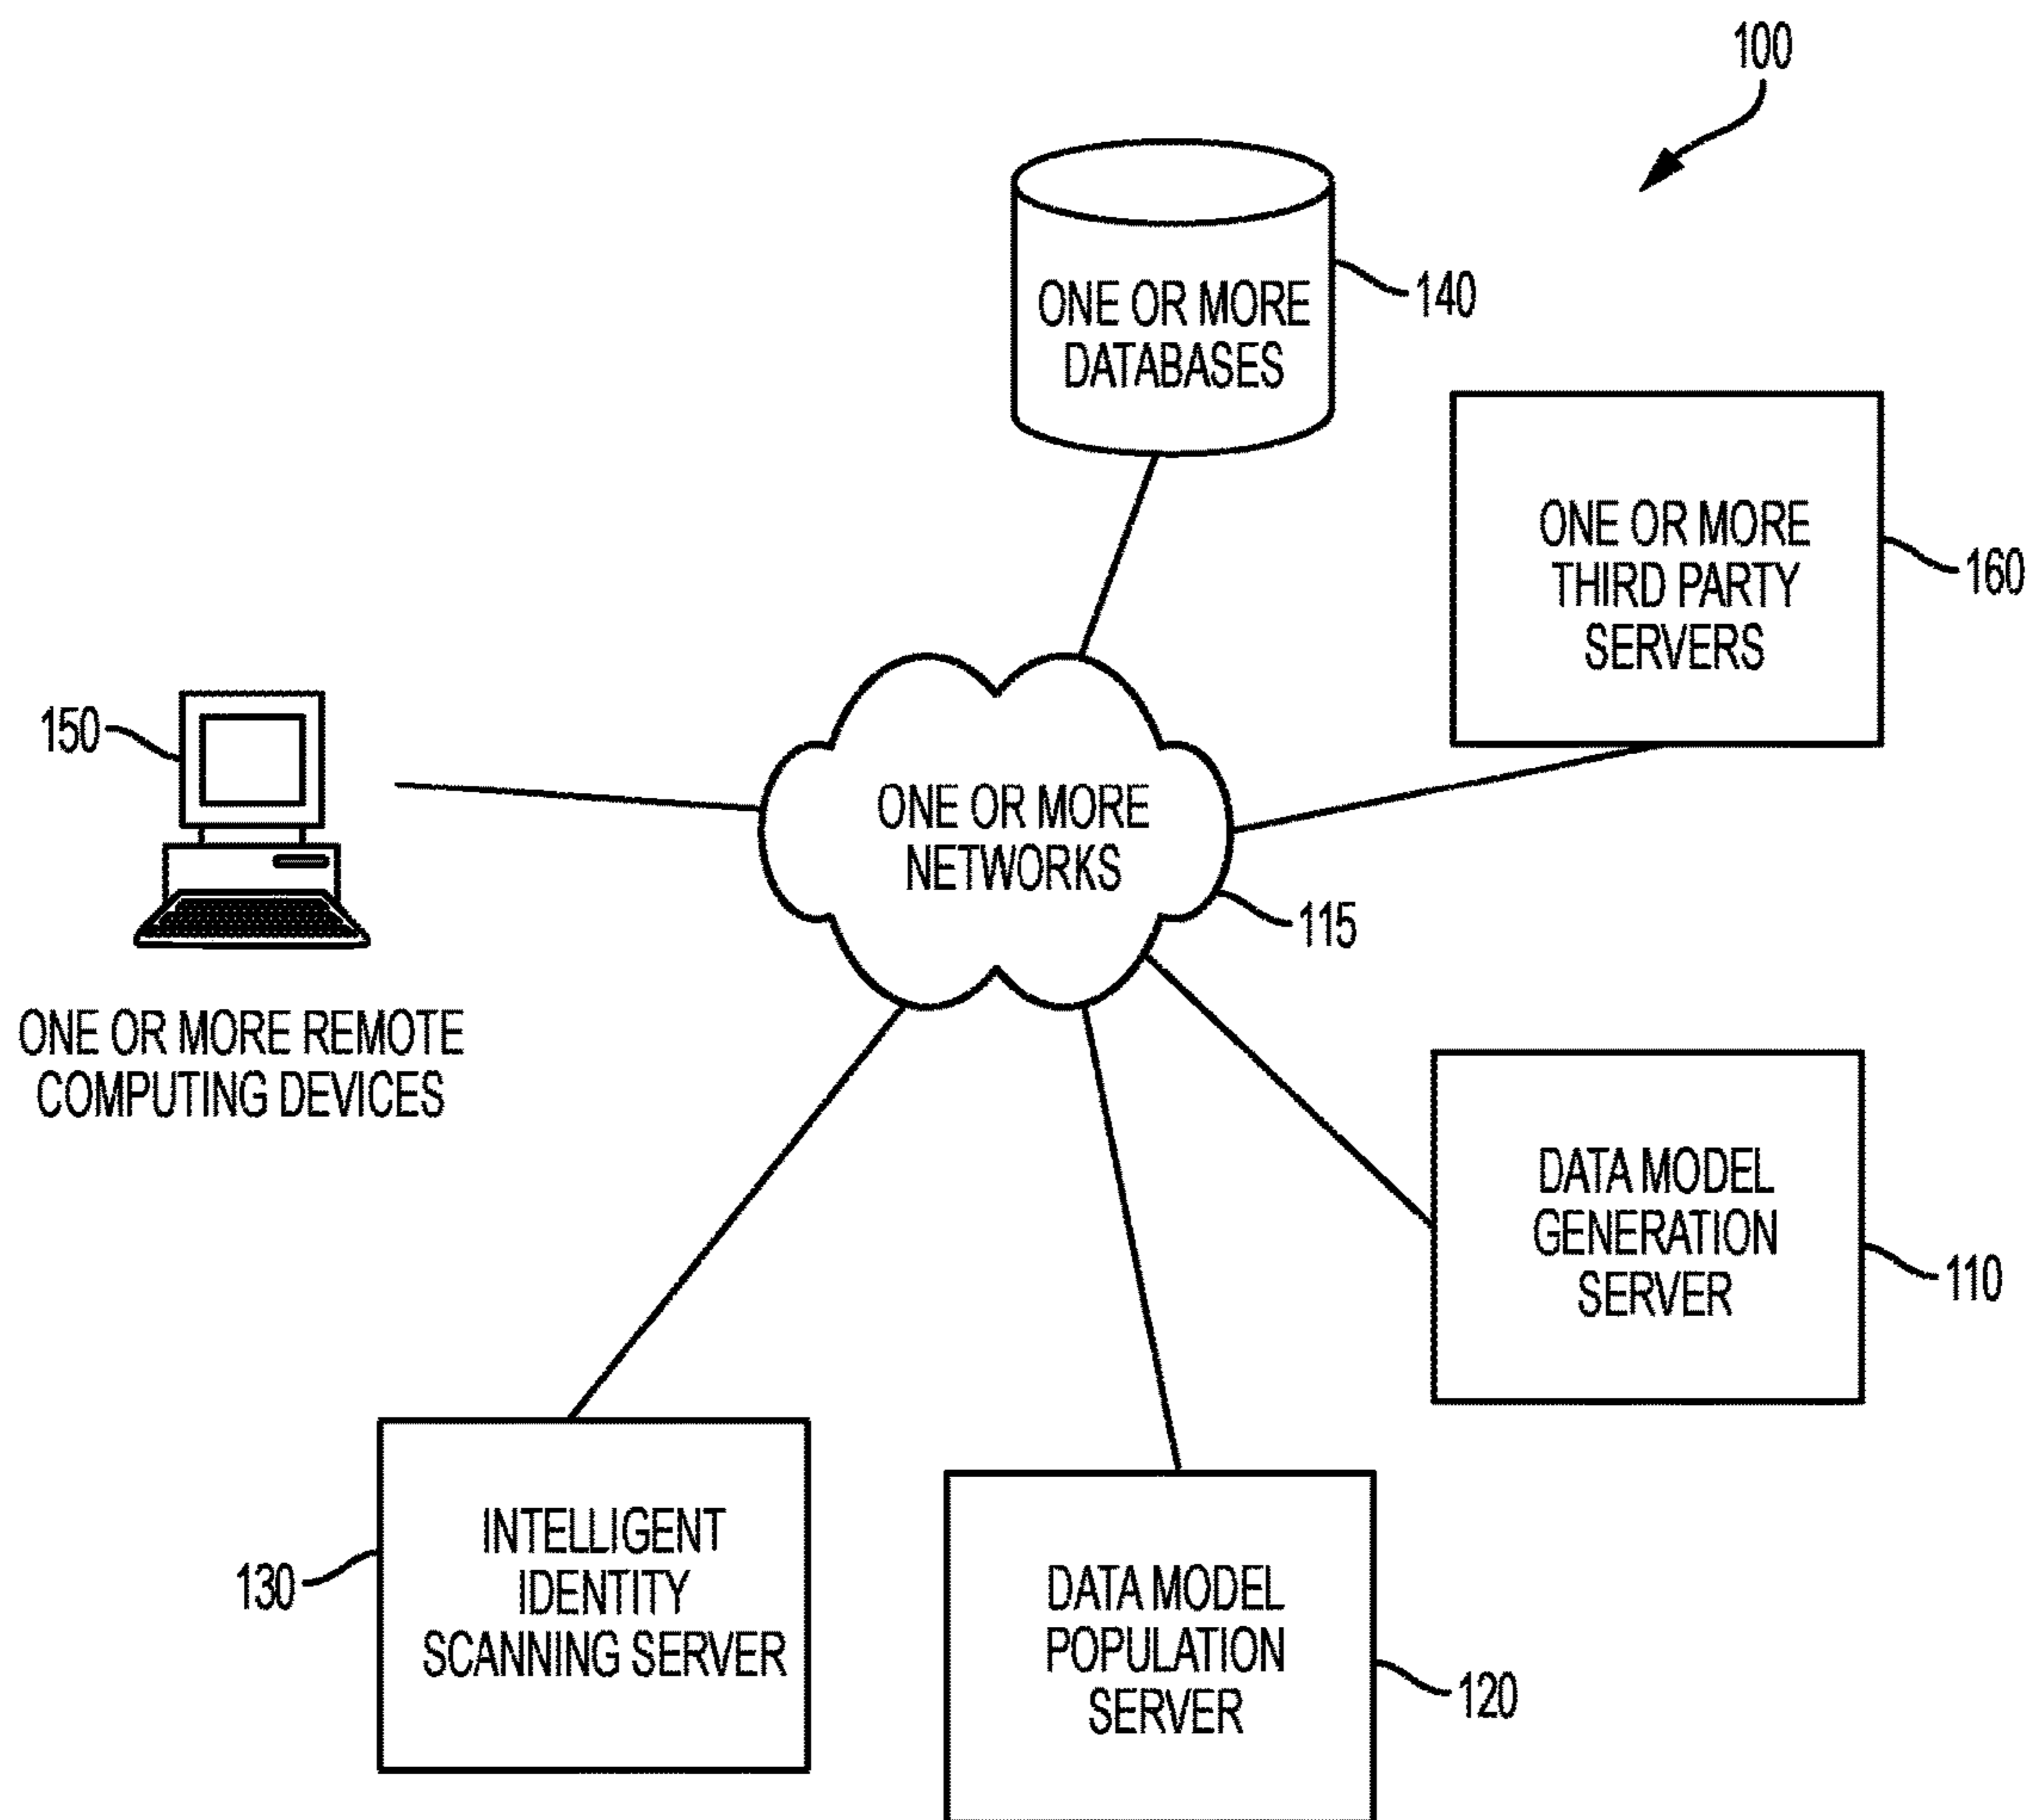 100
ONE OR MORE
DATABASES
140
ONE OR MORE
THIRD PARTY
SERVERS
160
150
ONE OR MORE REMOTE
COMPUTING DEVICES
ONE OR MORE
NETWORKS
115
DATA MODEL
GENERATION
SERVER
110
130
INTELLIGENT
IDENTITY
SCANNING SERVER
DATA MODEL
POPULATION
SERVER
120